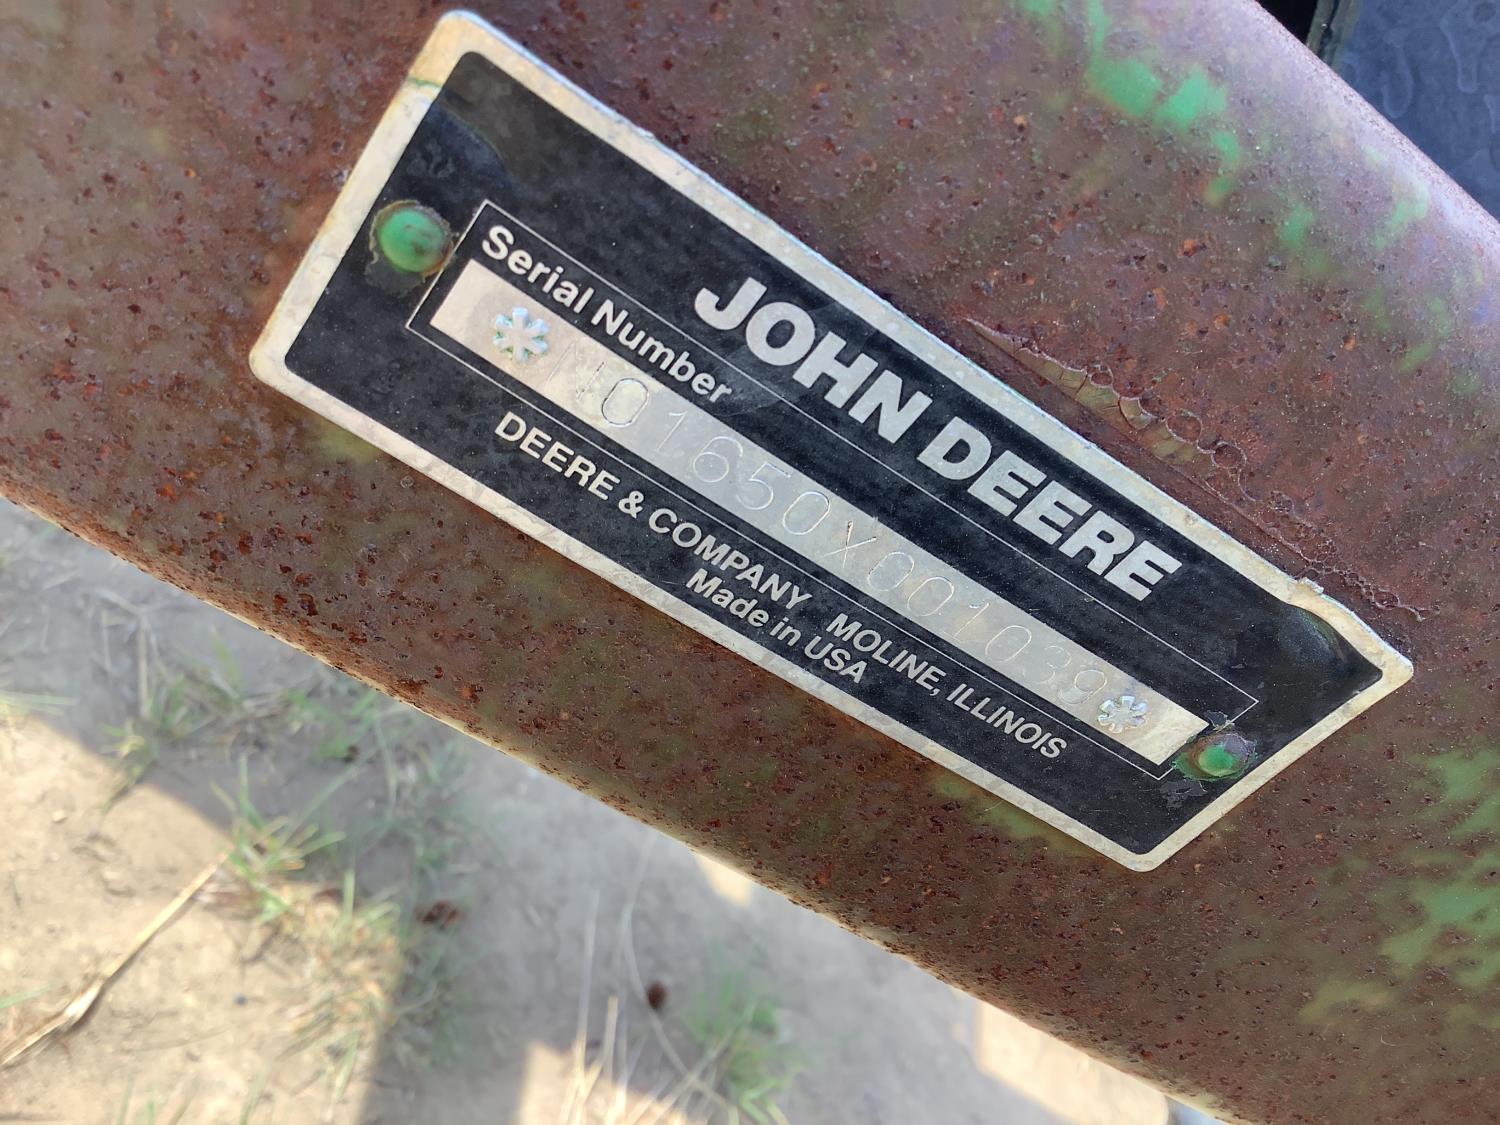 JOHN DEERE
Serial Number
*N01650X001039*
DEERE & COMPANY MOLINE, ILLINOIS
Made in USA